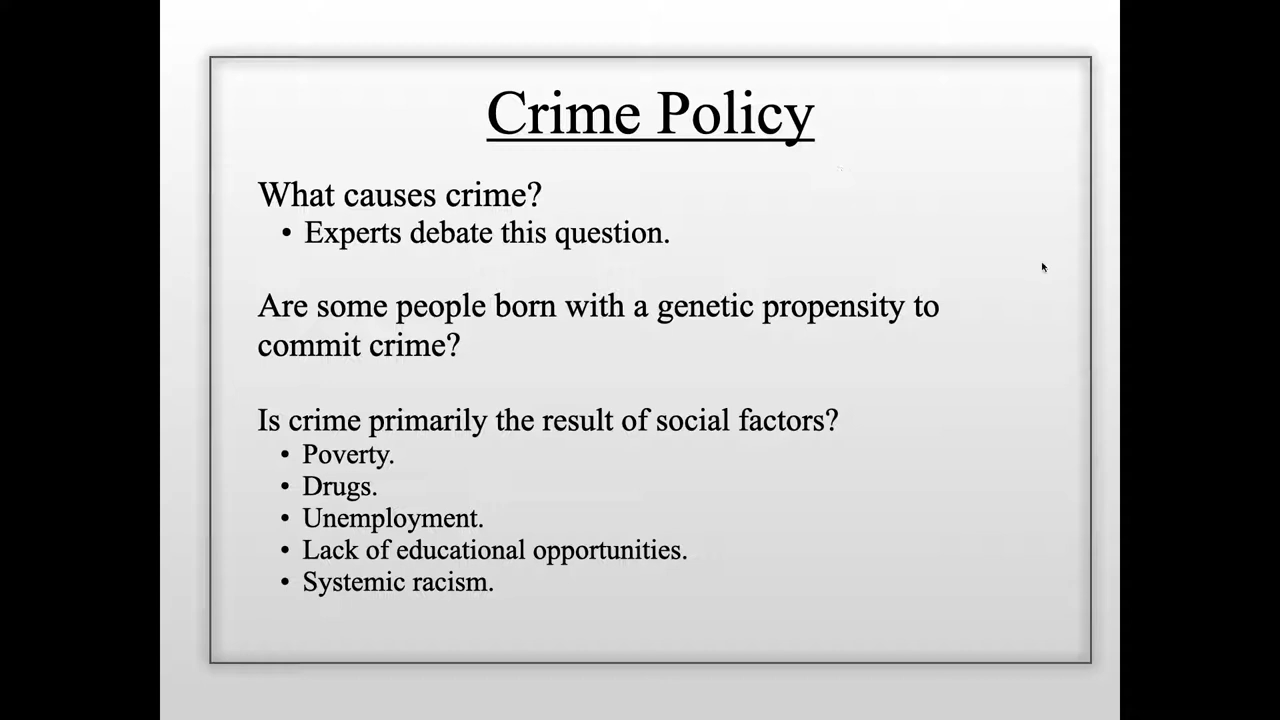 Crime Policy
What causes crime?
• Experts debate this question.
Are some people born with a genetic propensity to
commit crime?
Is crime primarily the result of social factors?
• Poverty.
• Drugs.
• Unemployment.
• Lack of educational opportunities.
• Systemic racism.